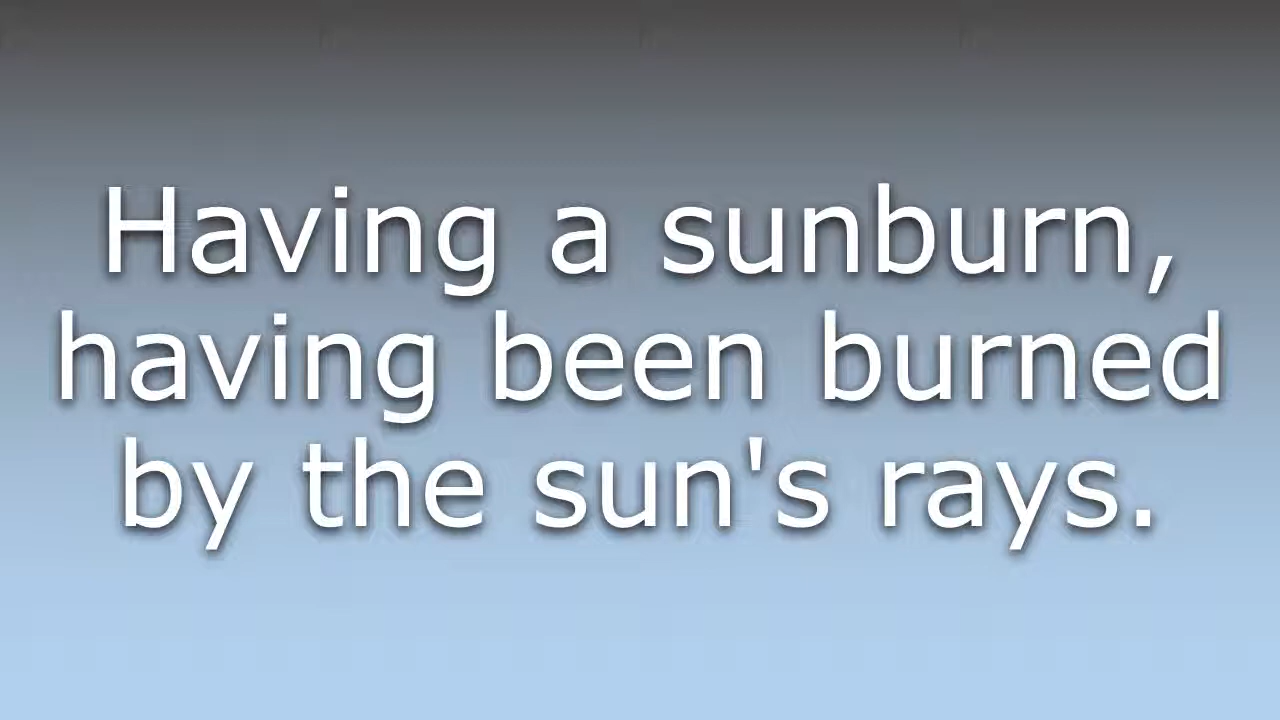 Having a sunburn,
having been burned
by the sun's rays.